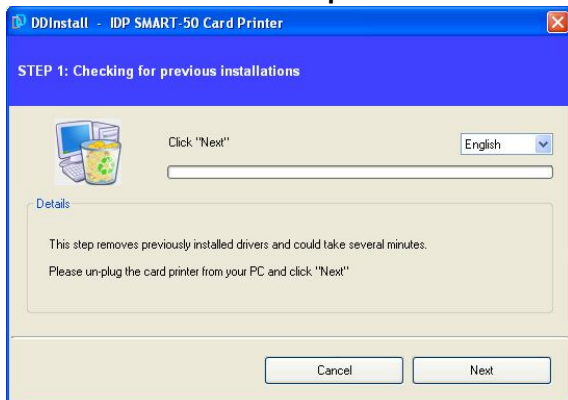 DDInstall - IDP SMART-50 Card Printer
STEP 1: Checking for previous installations
Click "Next"
English
Details
This step removes previously installed drivers and could take several minutes.
Please un-plug the card printer from your PC and click "Next"
Cancel
Next